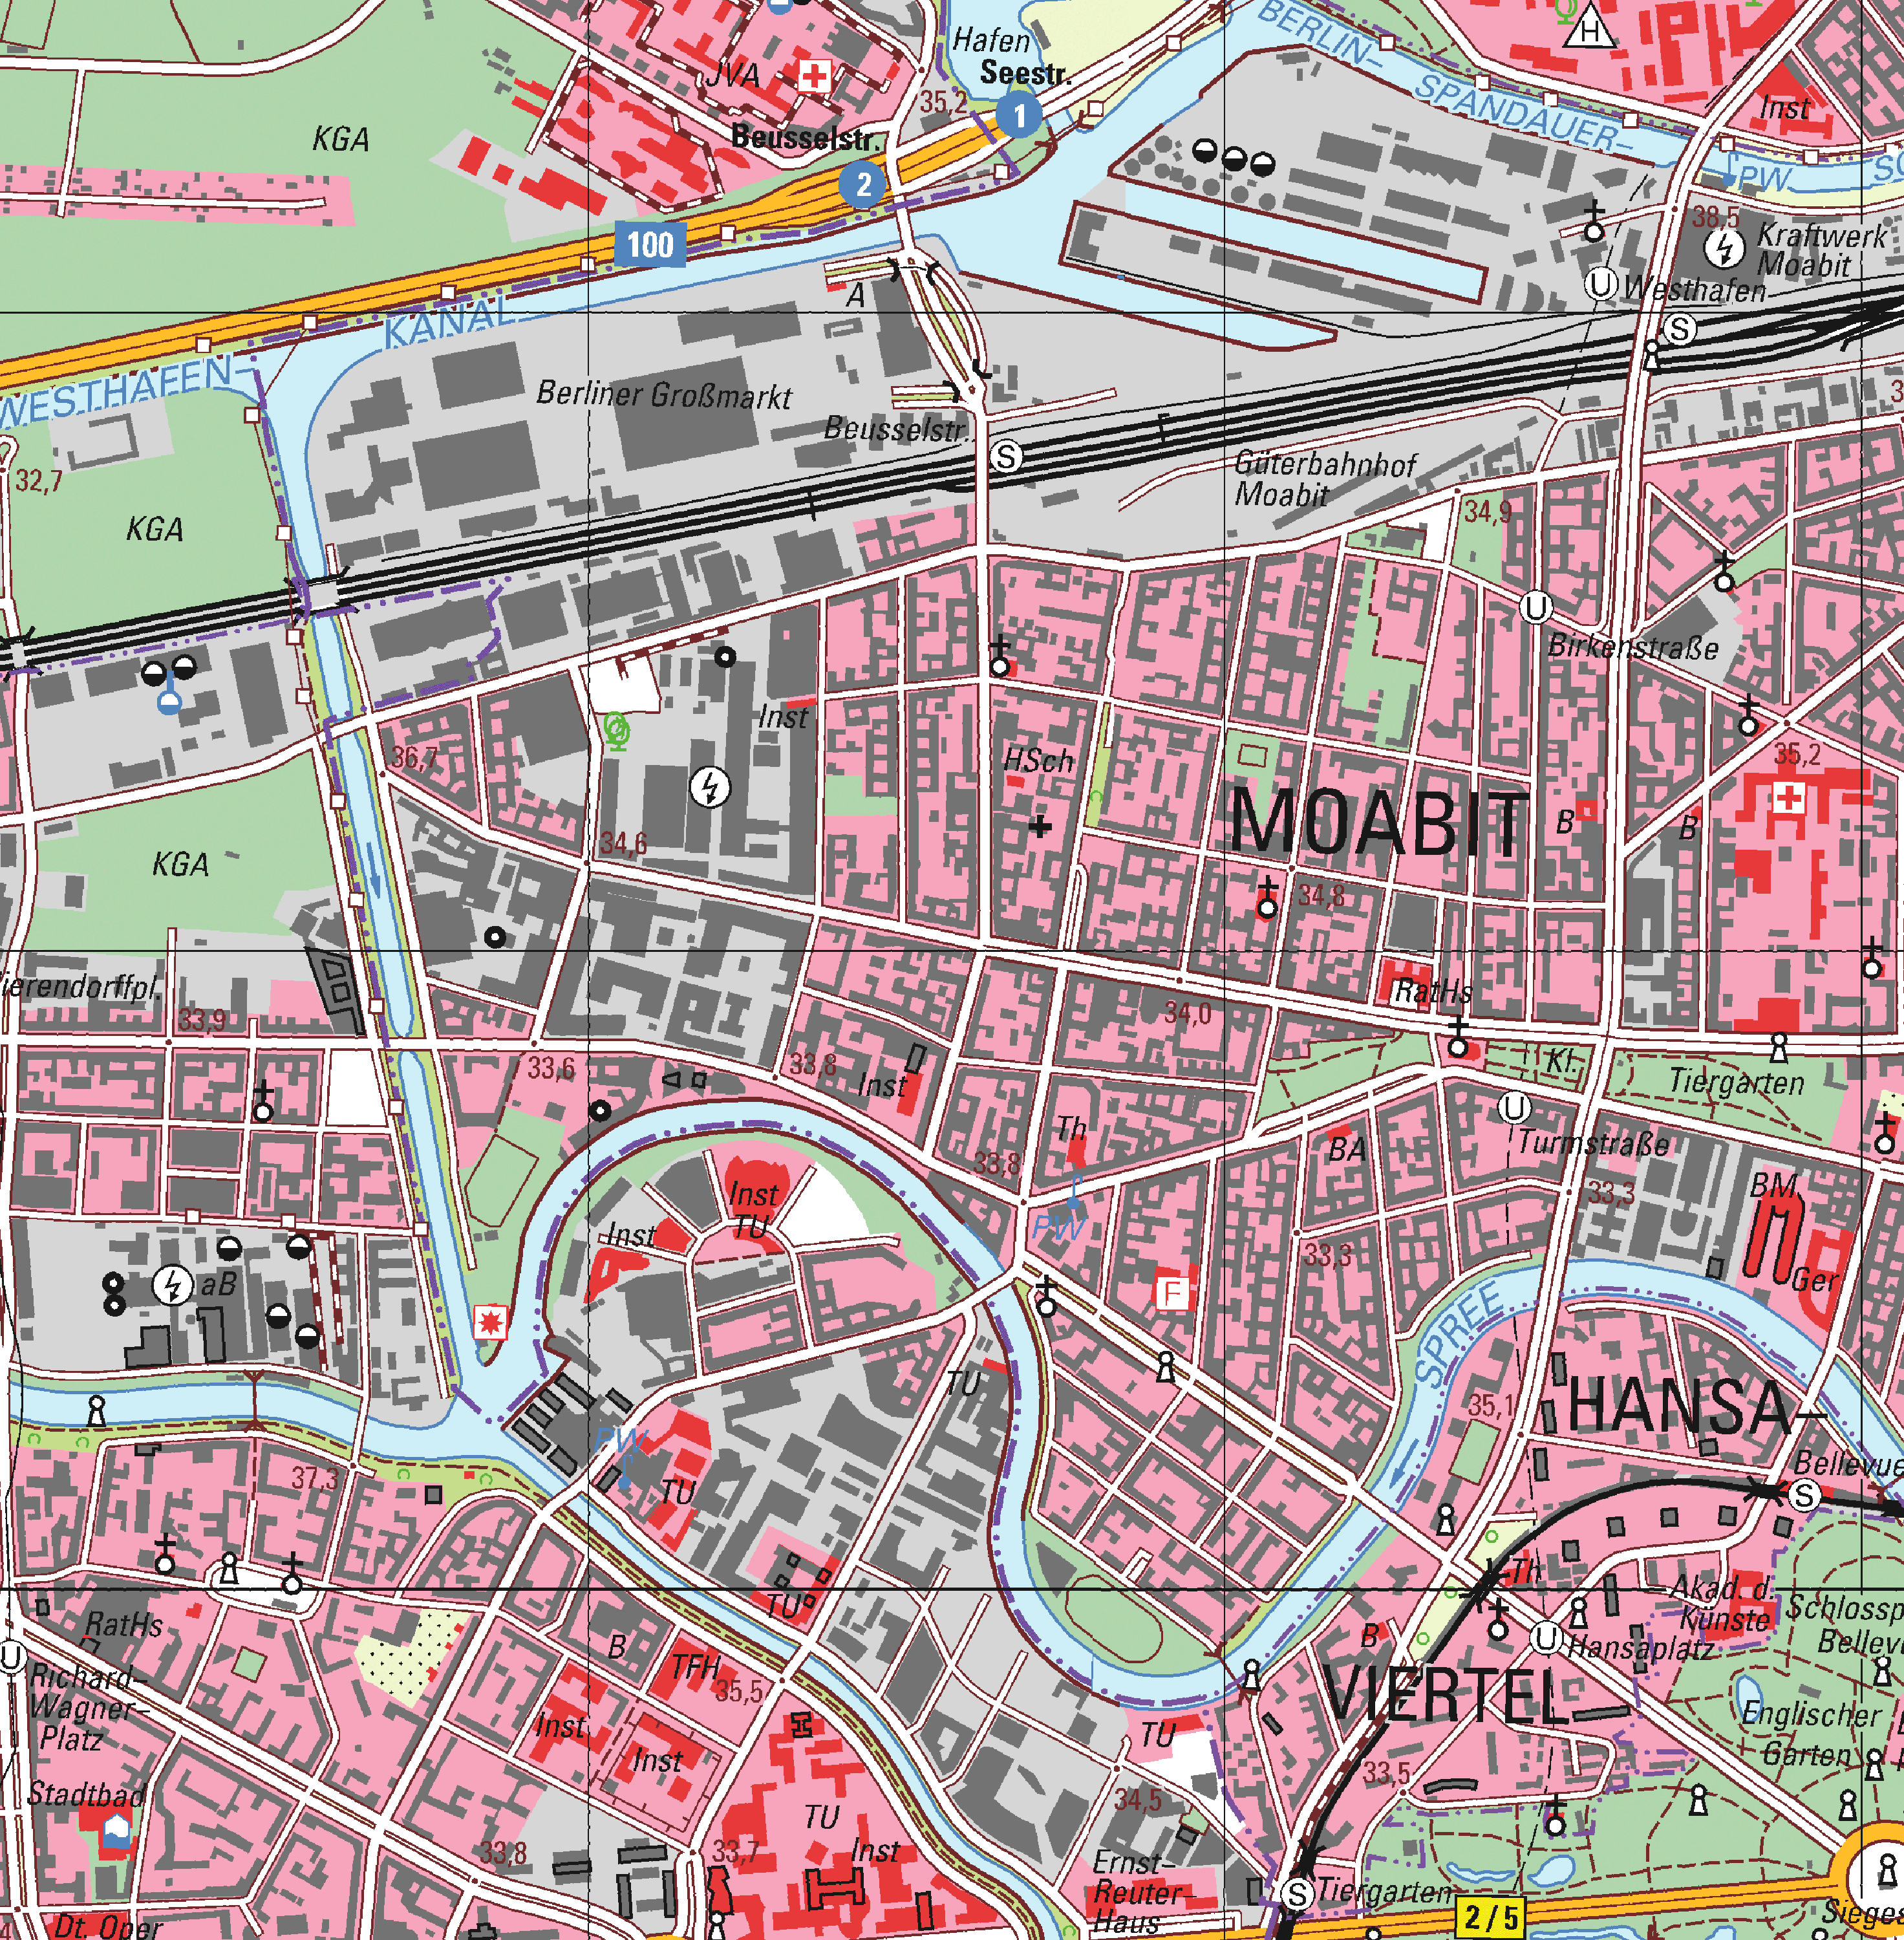 BERLIN-
SPANDAUER-
Hafen
Seestr.
H
JVA
35,2
1
Inst
KGA
Beusselstr.
PW
2
38,5
Kraftwerk
Moabit
100
U
Westhafen
A
S
KANAL
WESTHAFEN-
Berliner Großmarkt
Beusselstr.
S
Güterbahnhof
Moabit
32,7
34,9
KGA
U
Birkenstraße
Inst
36,7
HSch
35,2
MOABIT
B
B
34,6
KGA
34,8
RatHs
33,9
34,0
33,6
33,8
Inst
Kl.
Tiergarten
U
Turmstraße
Th
BA
33,8
33,3
BM
Inst
TU
Inst
PW
33,3
aB
F
Ger
SPREE
TU
35,1
HANSA-
PW
37,3
TU
Bellevue
S
Th
Akad. d.
Künste
TU
RatHs
B
TFH
B
U
Hansaplatz
U
Richard-
Wagner-
Platz
35,5
VIERTEL
Inst
Inst
TU
Englischer
Garten
Stadtbad
33,5
TU
34,5
33,8
33,7
Inst
Ernst-
Reuter-
Haus
S
Tiergarten
2/5
Dt. Oper